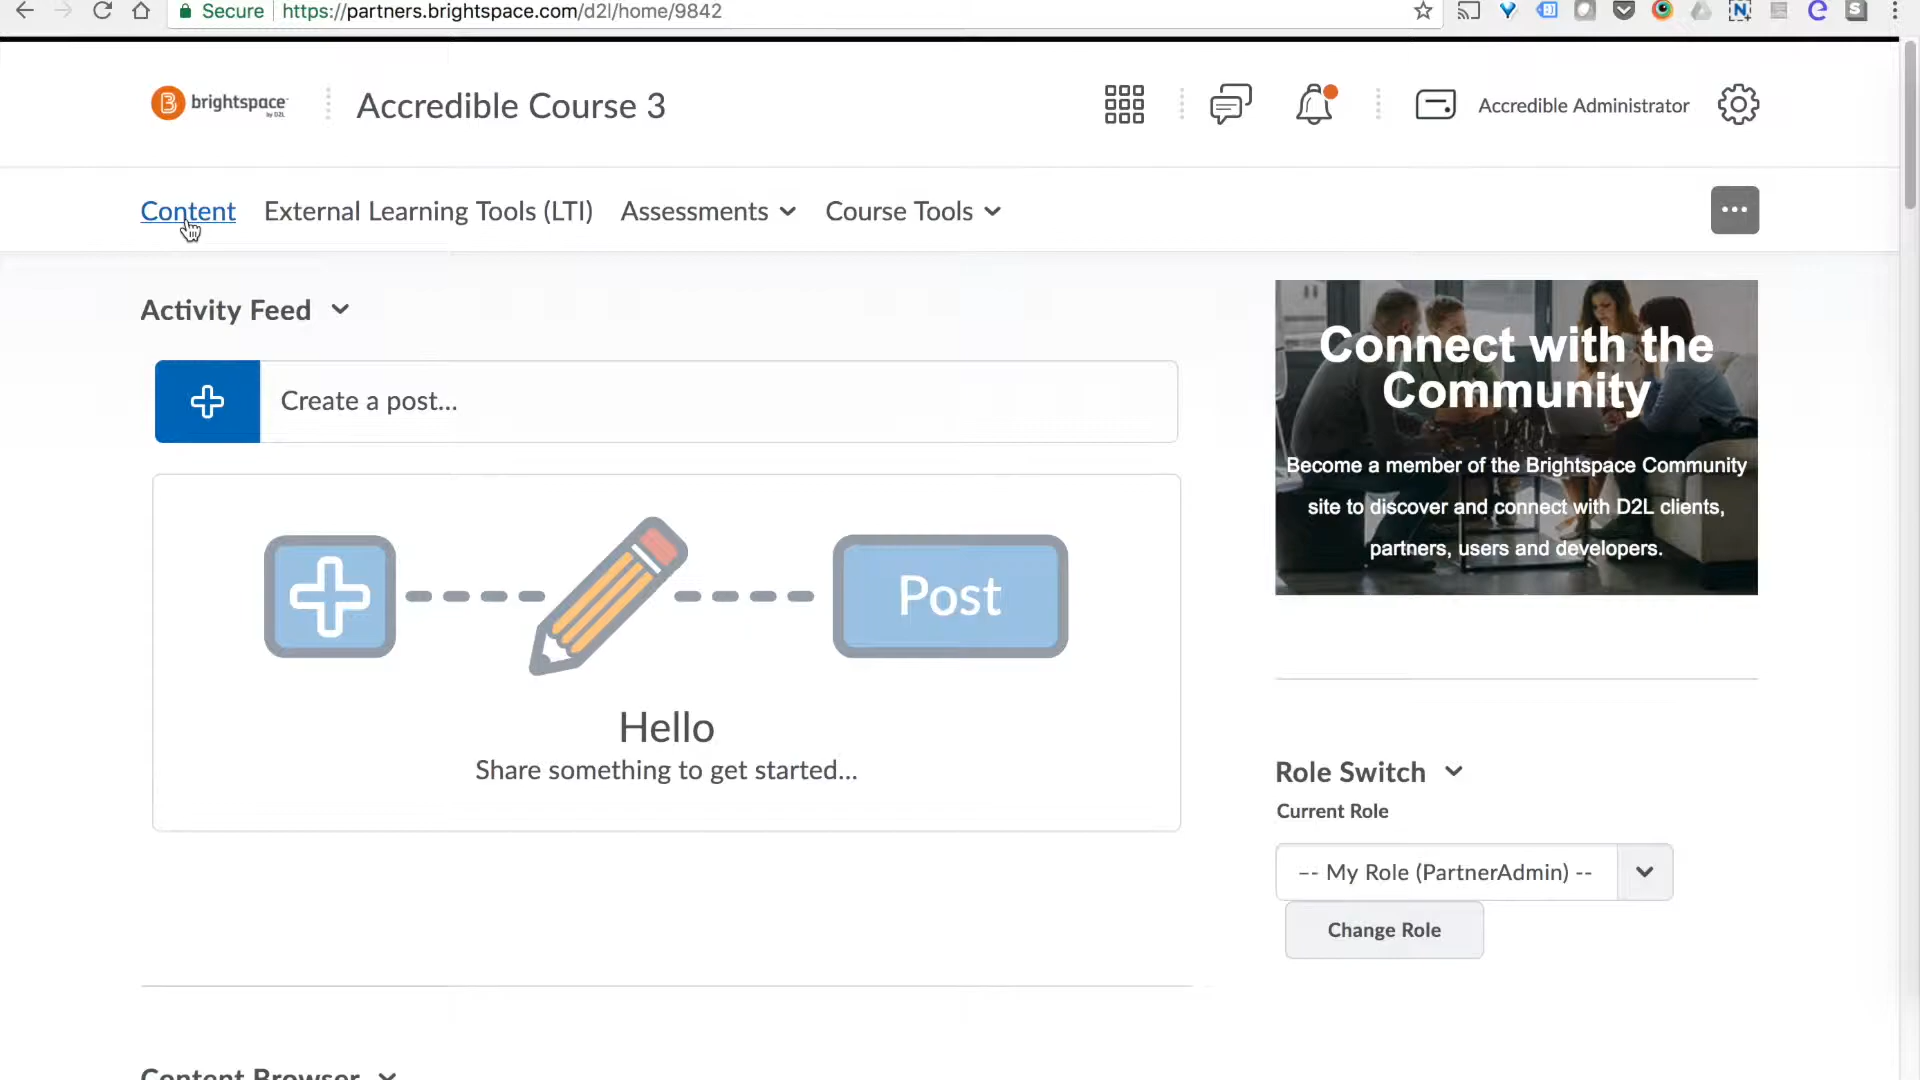 Secure https://partners.brightspace.com/d2l/home/9842
brightspace
by D2L
Accredible Course 3
Accredible Administrator
Content External Learning Tools (LTI) Assessments Course Tools
Activity Feed
Create a post...
Post
Hello
Share something to get started...
Connect with the
Community
Become a member of the Brightspace Community
site to discover and connect with D2L clients,
partners, users and developers.
Role Switch
Current Role
-- My Role (PartnerAdmin) --
Change Role
Content Browser